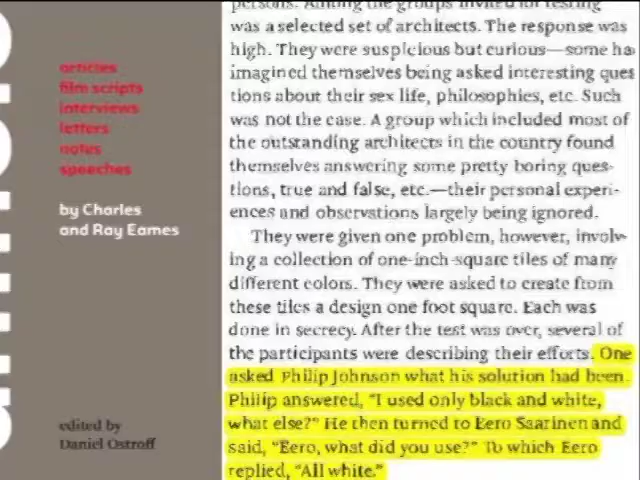 articles
film scripts
interviews
letters
notes
speeches
by Charles
and Ray Eames
edited by
Daniel Ostroff
persons. Among the groups invited for testing
was a selected set of architects. The response was
high. They were suspicious but curious—some ha
imagined themselves being asked interesting ques
tions about their sex life, philosophies, etc. Such
was not the case. A group which included most of
the outstanding architects in the country found
themselves answering some pretty boring ques-
tions, true and false, etc.—their personal experi-
ences and observations largely being ignored.
They were given one problem, however, involv-
ing a collection of one-inch-square tiles of many
different colors. They were asked to create from
these tiles a design one foot square. Each was
done in secrecy. After the test was over, several of
the participants were describing their efforts. One
asked Philip Johnson what his solution had been.
Philip answered, “I used only black and white,
what else?” He then turned to Eero Saarinen and
said, “Eero, what did you use?” To which Eero
replied, “All white.”